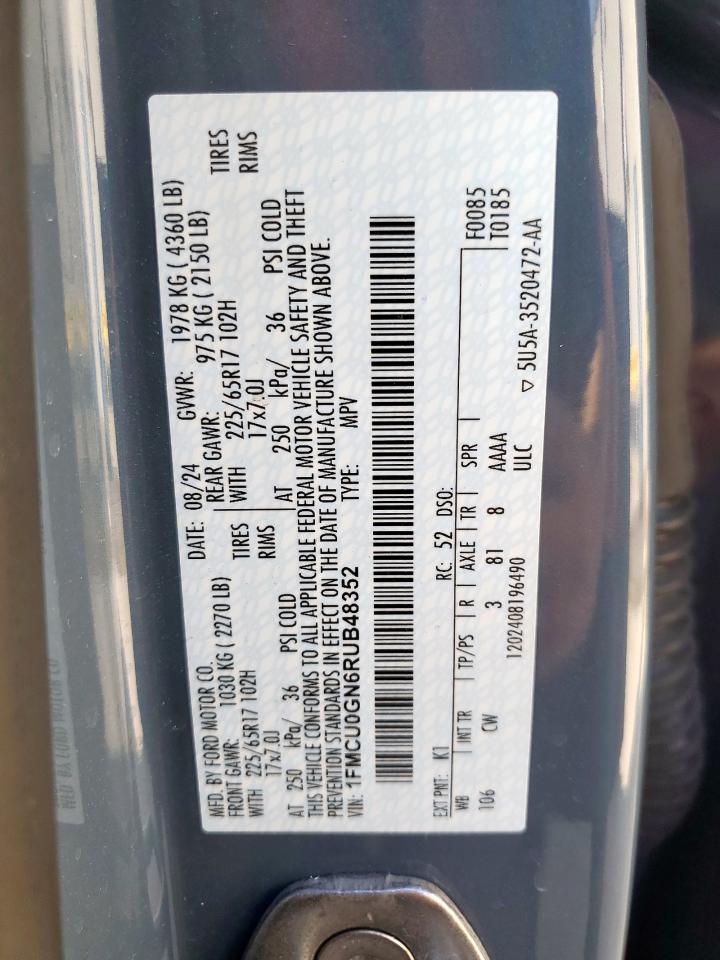 MFD. BY FORD MOTOR CO.
DATE: 08/24 GVWR: 1978 KG ( 4360 LB)
FRONT GAWR: 1030 KG ( 2270 LB) REAR GAWR: 975 KG ( 2150 LB)
WITH 225/65R17 102H TIRES WITH 225/65R17 102H TIRES
17x7.0J RIMS 17x7.0J RIMS
AT 250 kPa/ 36 PSI COLD AT 250 kPa/ 36 PSI COLD
THIS VEHICLE CONFORMS TO ALL APPLICABLE FEDERAL MOTOR VEHICLE SAFETY AND THEFT
PREVENTION STANDARDS IN EFFECT ON THE DATE OF MANUFACTURE SHOWN ABOVE.
VIN: 1FMCU0GN6RUB48352 TYPE: MPV
EXT PNT: K1 RC: 52 DSO:
WB INT TR TP/PS R AXLE TR SPR F0085
106 CW 3 81 8 AAAA T0185
1202408196490 ULC
▽ 5U5A-3520472-AA